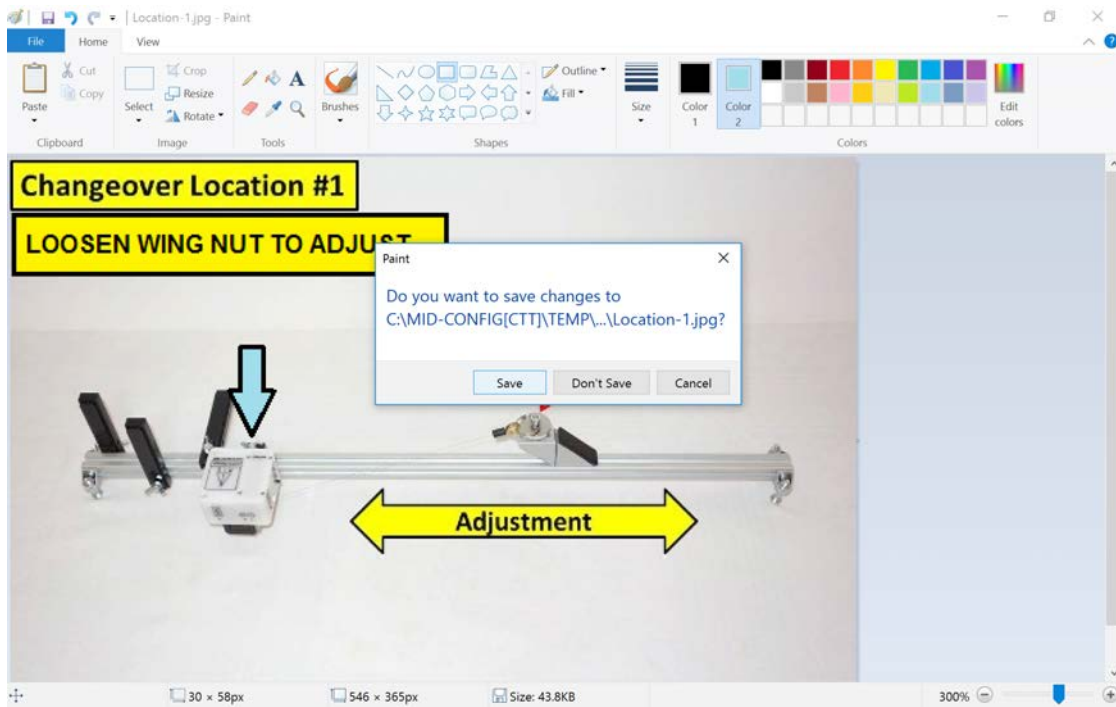 Location-1.jpg - Paint
File Home View
Cut
Copy
Paste
Clipboard
Select
Crop
Resize
Rotate
Image
Tools
Brushes
Shapes
Outline
Fill
Size
Color 1
Color 2
Edit colors
Colors
Changeover Location #1
LOOSEN WING NUT TO ADJUST
Paint
Do you want to save changes to
C:\MID-CONFIG[CTT]\TEMP\...\Location-1.jpg?
Save Don't Save Cancel
Adjustment
30 × 58px 546 × 365px Size: 43.8KB 300%